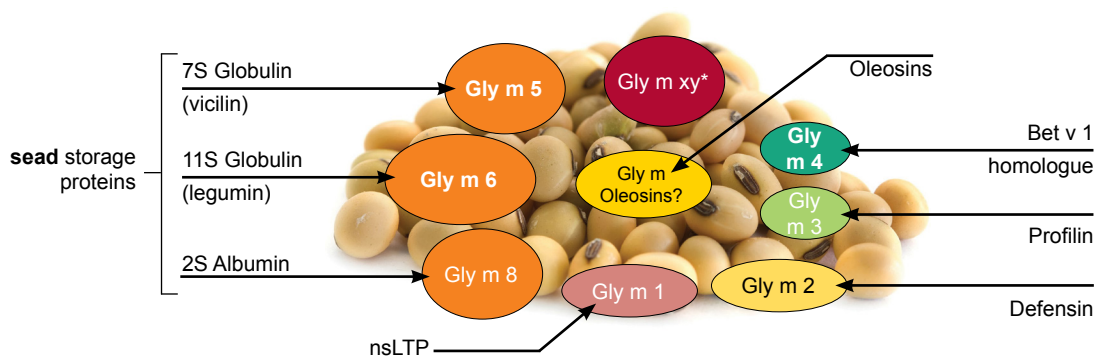 sead storage
proteins
7S Globulin
(vicilin)
11S Globulin
(legumin)
2S Albumin
nsLTP
Gly m 5
Gly m 6
Gly m 8
Gly m xy*
Gly m
Oleosins?
Gly m 1
Gly m 2
Gly
m 4
Gly
m 3
Oleosins
Bet v 1
homologue
Profilin
Defensin